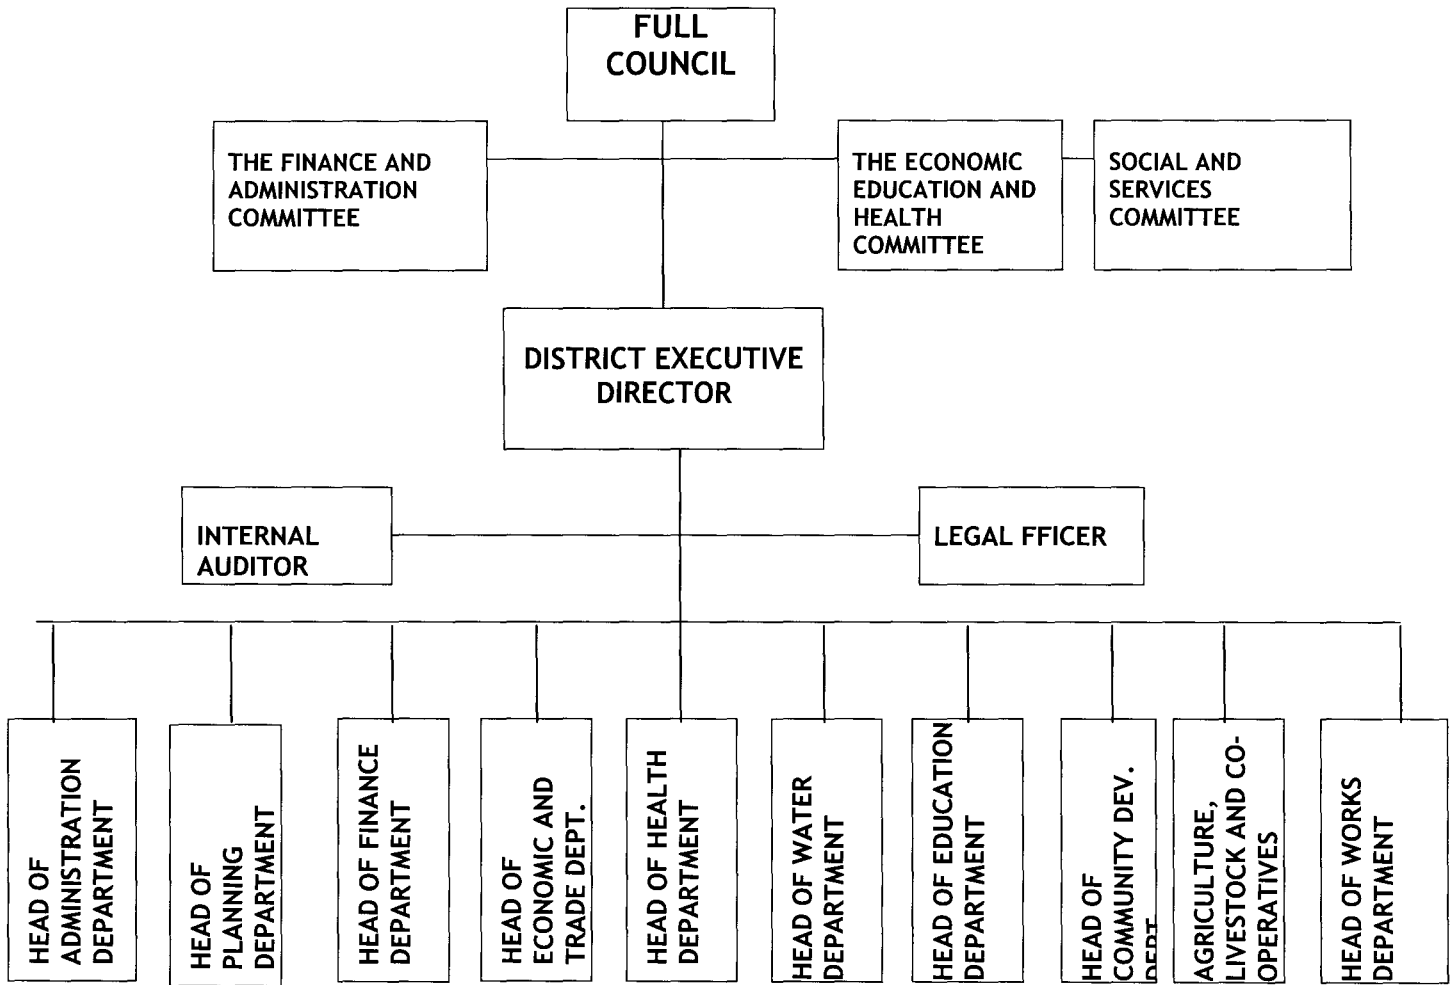 FULL
COUNCIL
THE FINANCE AND
ADMINISTRATION
COMMITTEE
THE ECONOMIC
EDUCATION AND
HEALTH
COMMITTEE
SOCIAL AND
SERVICES
COMMITTEE
DISTRICT EXECUTIVE
DIRECTOR
INTERNAL
AUDITOR
LEGAL FFICER
HEAD OF
ADMINISTRATION
DEPARTMENT
HEAD OF
PLANNING
DEPARTMENT
HEAD OF FINANCE
DEPARTMENT
HEAD OF
ECONOMIC AND
TRADE DEPT.
HEAD OF HEALTH
DEPARTMENT
HEAD OF WATER
DEPARTMENT
HEAD OF EDUCATION
DEPARTMENT
HEAD OF
COMMUNITY DEV.
DEPT
AGRICULTURE,
LIVESTOCK AND CO-
OPERATIVES
HEAD OF WORKS
DEPARTMENT